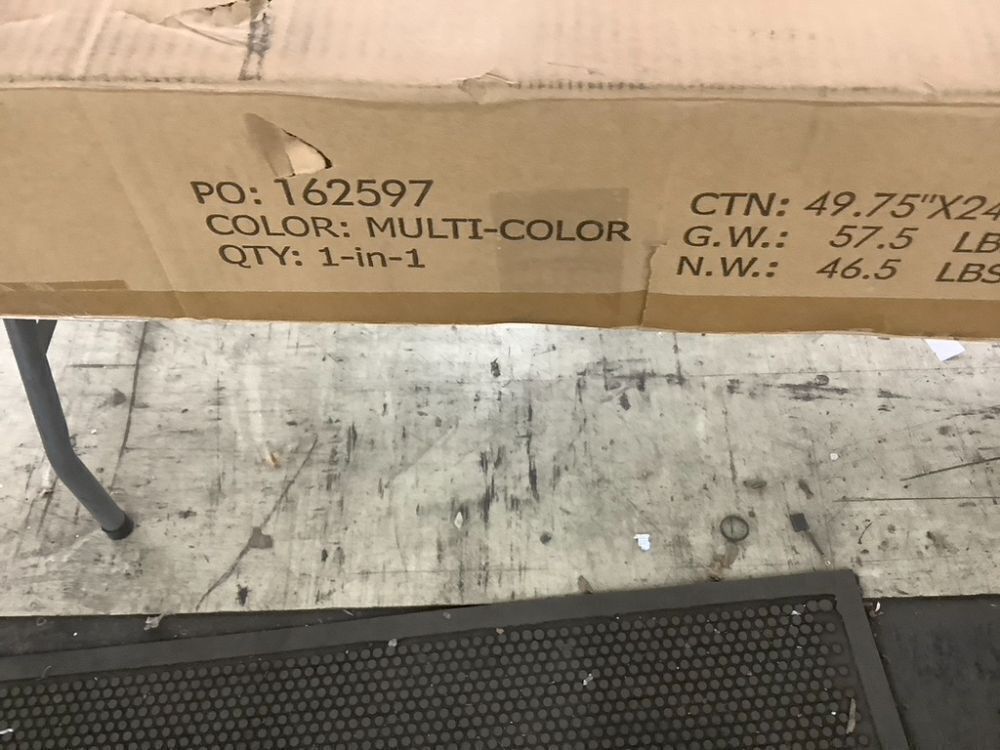 PO: 162597
COLOR: MULTI-COLOR
QTY: 1-in-1
CTN: 49.75"X24
G.W.: 57.5 LB
N.W.: 46.5 LBS